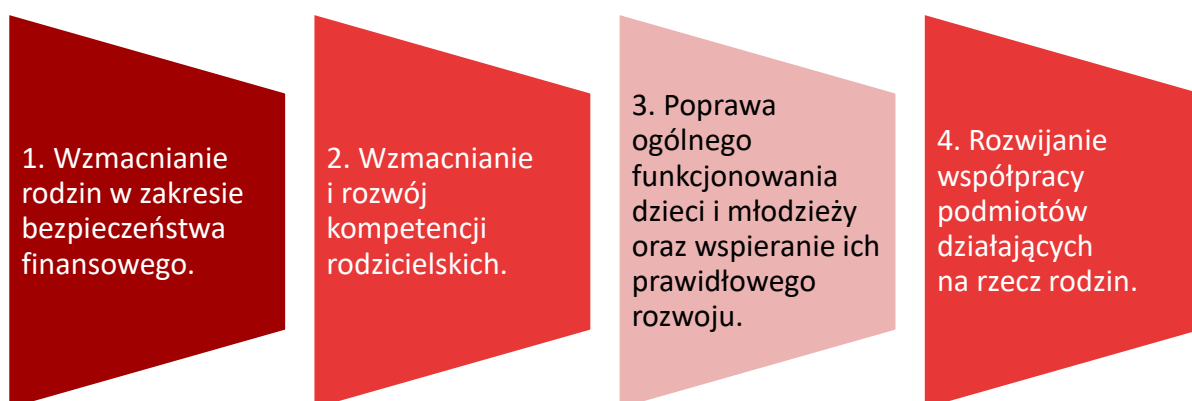 1. Wzmacnianie
rodzin w zakresie
bezpieczeństwa
finansowego.
2. Wzmacnianie
i rozwój
kompetencji
rodzicielskich.
3. Poprawa
ogólnego
funkcjonowania
dzieci i młodzieży
oraz wspieranie ich
prawidłowego
rozwoju.
4. Rozwijanie
współpracy
podmiotów
działających
na rzecz rodzin.